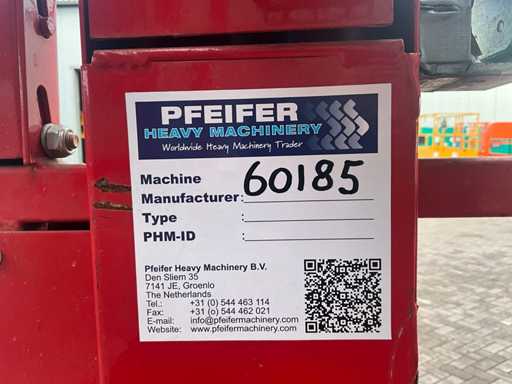 PFEIFER
HEAVY MACHINERY
Worldwide Heavy Machinery Trader
Machine
Manufacturer: 60185
Type :
PHM-ID :
Pfeifer Heavy Machinery B.V.
Den Sliem 35
7141 JE, Groenlo
The Netherlands
Tel.: +31 (0) 544 463 114
Fax: +31 (o) 544 462 021
E-mail: info@pfeifermachinery.com
Website: www.pfeifermachinery.com